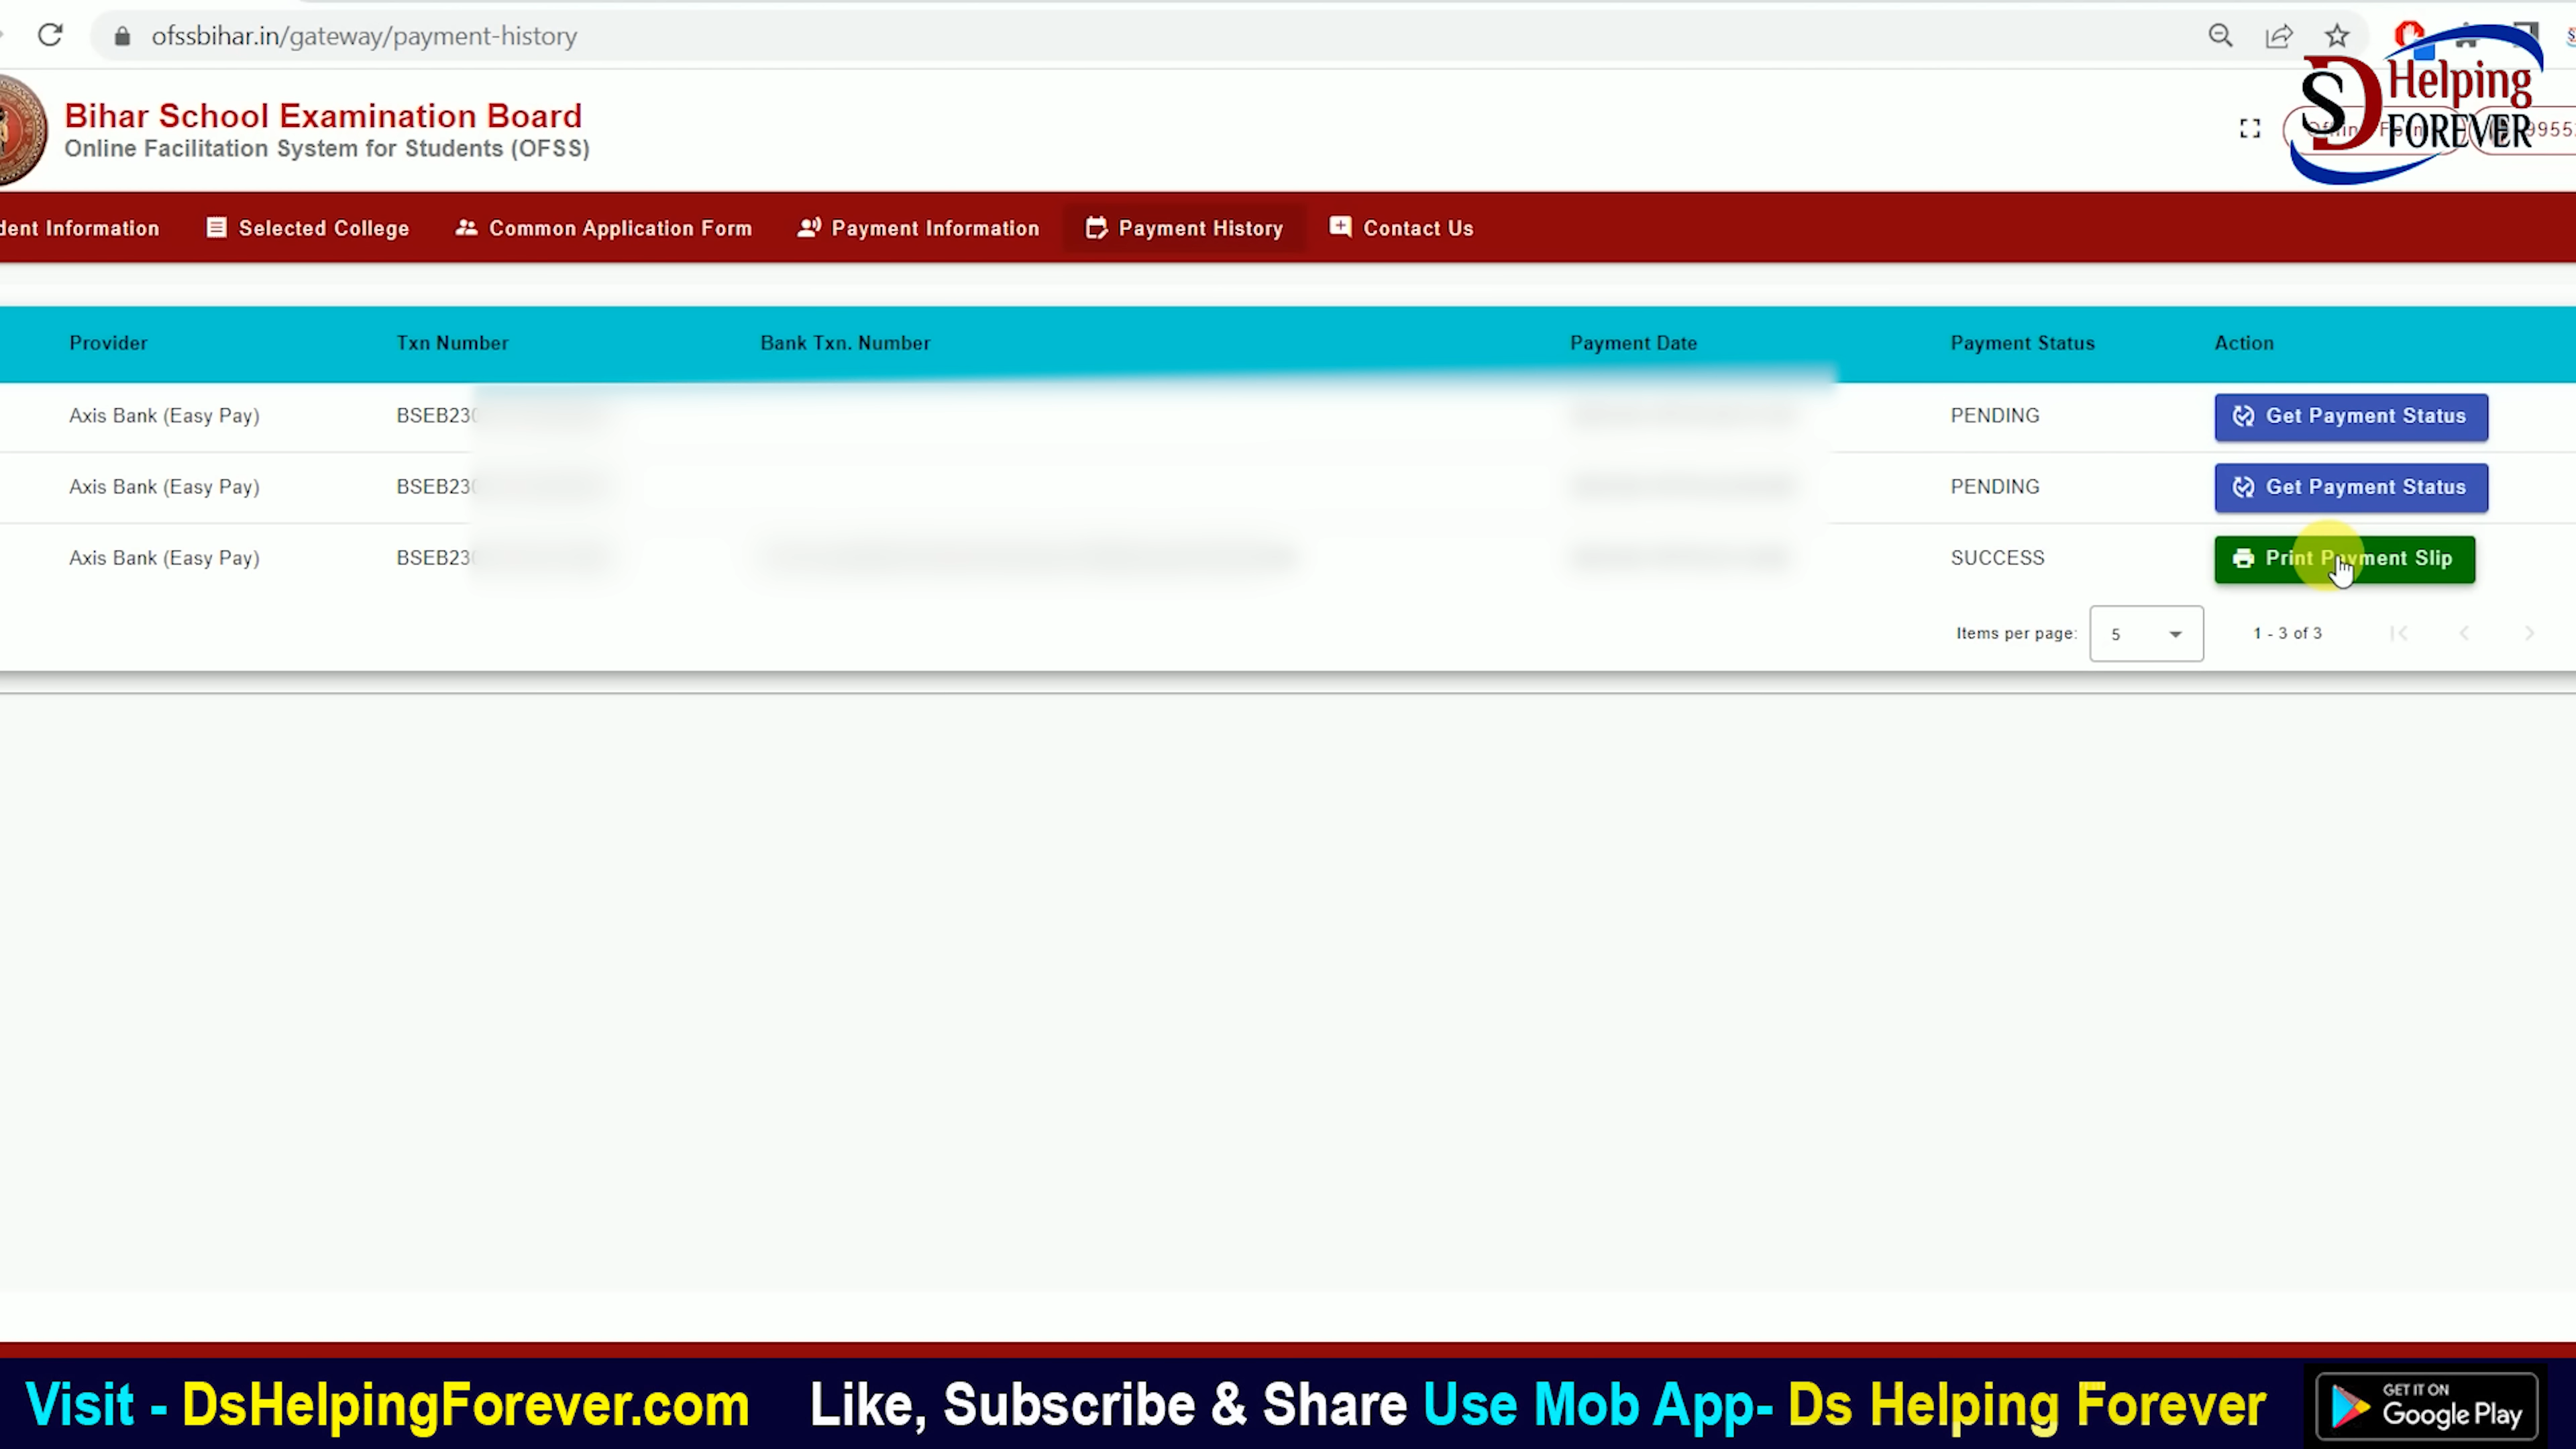 ofssbihar.in/gateway/payment-history
Helping
SD FOREVER
Bihar School Examination Board
Online Facilitation System for Students (OFSS)
dent Information Selected College Common Application Form Payment Information Payment History Contact Us
Provider Txn Number Bank Txn. Number Payment Date Payment Status Action
Axis Bank (Easy Pay) BSEB230 PENDING Get Payment Status
Axis Bank (Easy Pay) BSEB230 PENDING Get Payment Status
Axis Bank (Easy Pay) BSEB230 SUCCESS Print Payment Slip
Items per page: 5 1 - 3 of 3
Visit - DsHelpingForever.com Like, Subscribe & Share Use Mob App- Ds Helping Forever
GET IT ON
Google Play